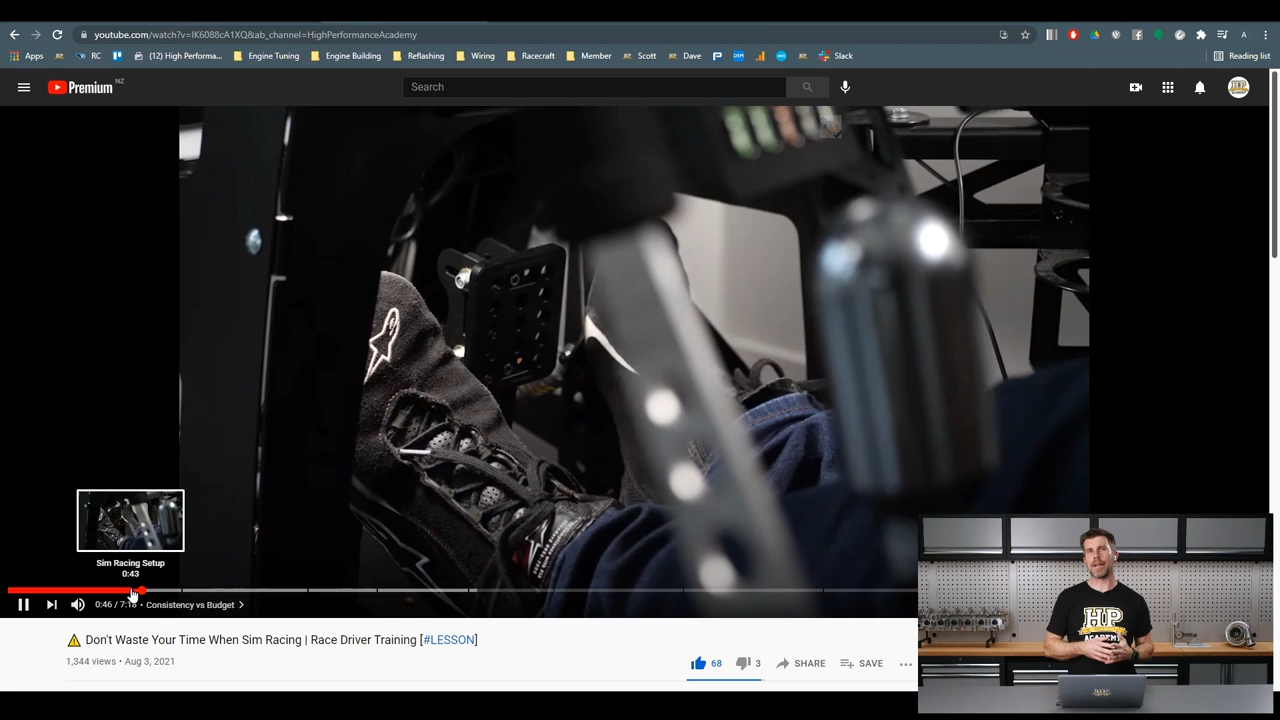 youtube.com/watch?v=lK6088cA1XQ&ab_channel=HighPerformanceAcademy
Apps RC (12) High Performa... Engine Tuning Engine Building Reflashing Wiring Racecraft Member Scott Dave Slack Reading list
Premium NZ
Search
Sim Racing Setup
0:43
0:46 / 7:18 • Consistency vs Budget
Don't Waste Your Time When Sim Racing | Race Driver Training [#LESSON]
1,344 views • Aug 3, 2021
68 3 SHARE SAVE
HP
ACADEMY